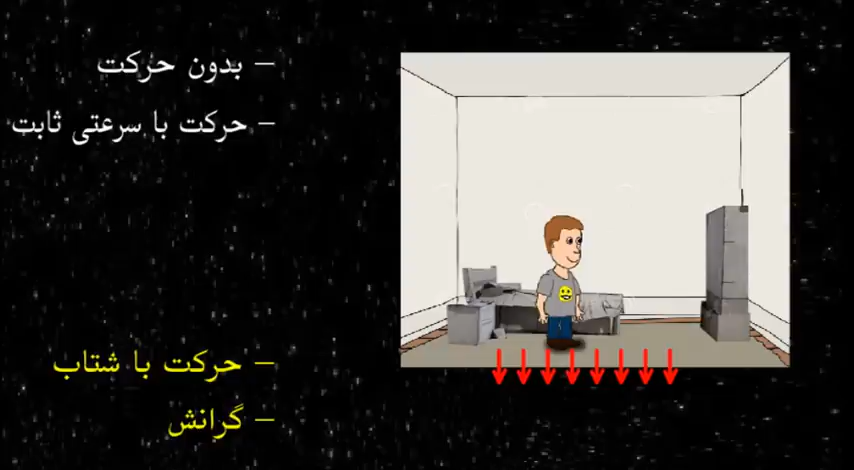 – بدون حرکت
– حرکت با سرعتی ثابت
– حرکت با شتاب
– گرانش